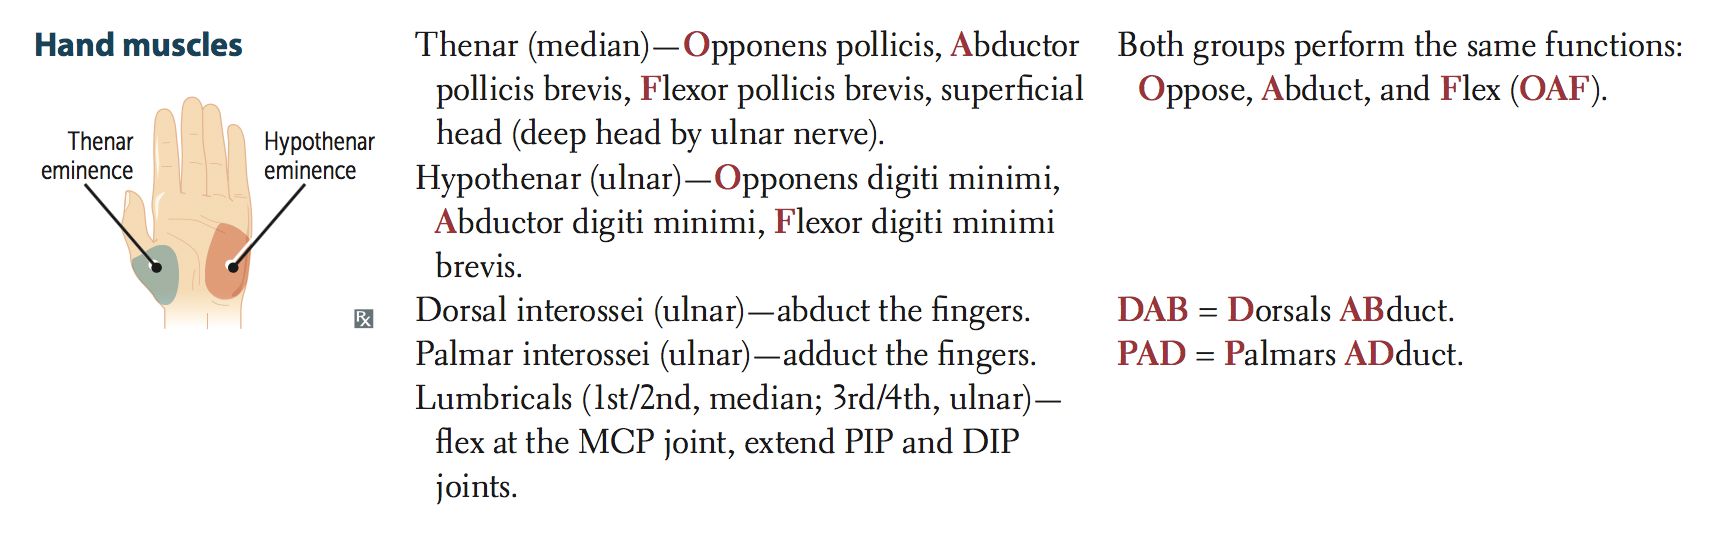 Hand muscles
Thenar
eminence
Hypothenar
eminence
Rx
Thenar (median)—Opponens pollicis, Abductor
pollicis brevis, Flexor pollicis brevis, superficial
head (deep head by ulnar nerve).
Hypothenar (ulnar)—Opponens digiti minimi,
Abductor digiti minimi, Flexor digiti minimi
brevis.
Dorsal interossei (ulnar)—abduct the fingers.
Palmar interossei (ulnar)—adduct the fingers.
Lumbricals (1st/2nd, median; 3rd/4th, ulnar)—
flex at the MCP joint, extend PIP and DIP
joints.
Both groups perform the same functions:
Oppose, Abduct, and Flex (OAF).
DAB = Dorsals ABduct.
PAD = Palmars ADduct.